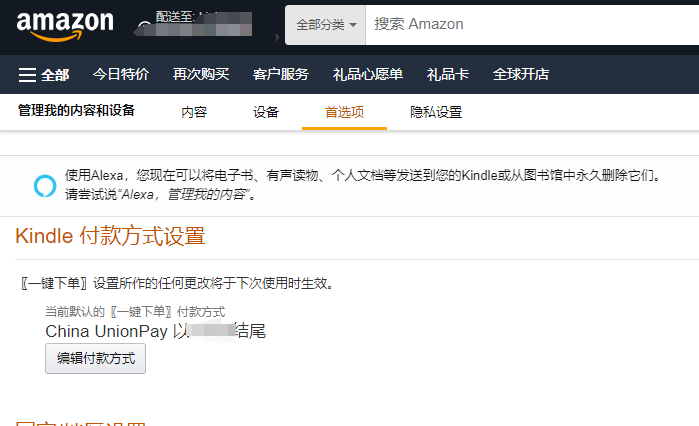 amazon
配送至:
全部分类
搜索 Amazon
全部
今日特价
再次购买
客户服务
礼品心愿单
礼品卡
全球开店
管理我的内容和设备
内容
设备
首选项
隐私设置
使用Alexa，您现在可以将电子书、有声读物、个人文档等发送到您的Kindle或从图书馆中永久删除它们。
请尝试说“Alexa，管理我的内容”。
Kindle 付款方式设置
〖一键下单〗设置所作的任何更改将于下次使用时生效。
当前默认的〖一键下单〗付款方式
China UnionPay 以 结尾
编辑付款方式